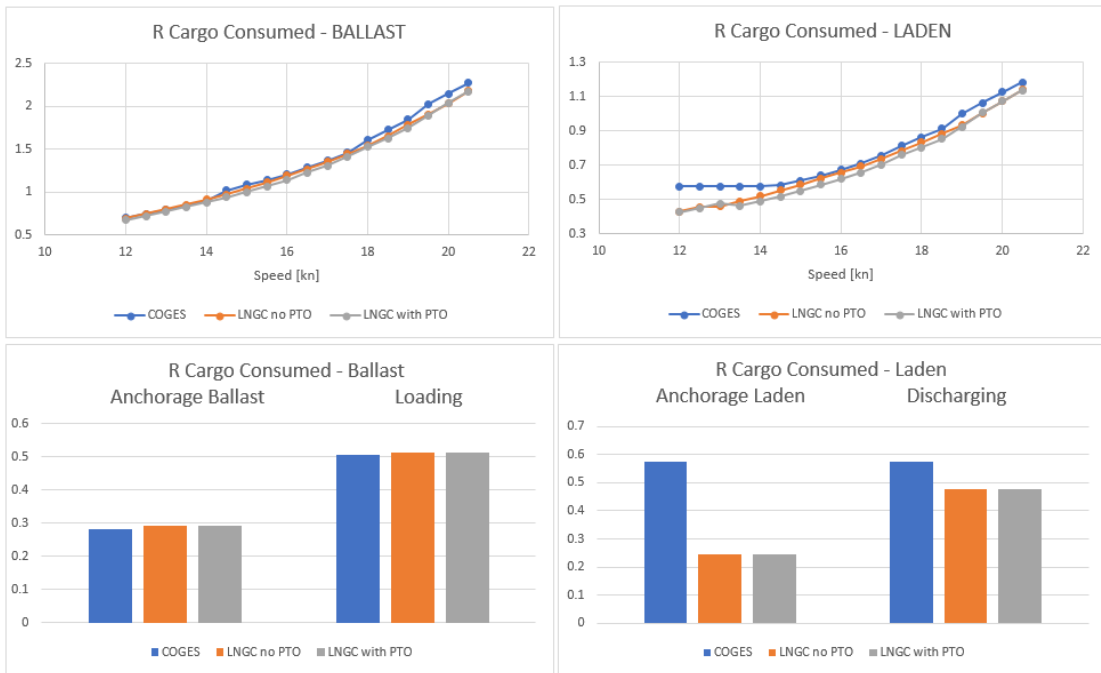 R Cargo Consumed - BALLAST
2.5
2
1.5
1
0.5
10 12 14 16 18 20 22
Speed [kn]
COGES LNGC no PTO LNGC with PTO
R Cargo Consumed - LADEN
1.3
1.1
0.9
0.7
0.5
0.3
10 12 14 16 18 20 22
Speed [kn]
COGES LNGC no PTO LNGC with PTO
R Cargo Consumed - Ballast
Anchorage Ballast Loading
0.6
0.5
0.4
0.3
0.2
0.1
0
COGES LNGC no PTO LNGC with PTO
R Cargo Consumed - Laden
Anchorage Laden Discharging
0.7
0.6
0.5
0.4
0.3
0.2
0.1
0
COGES LNGC no PTO LNGC with PTO